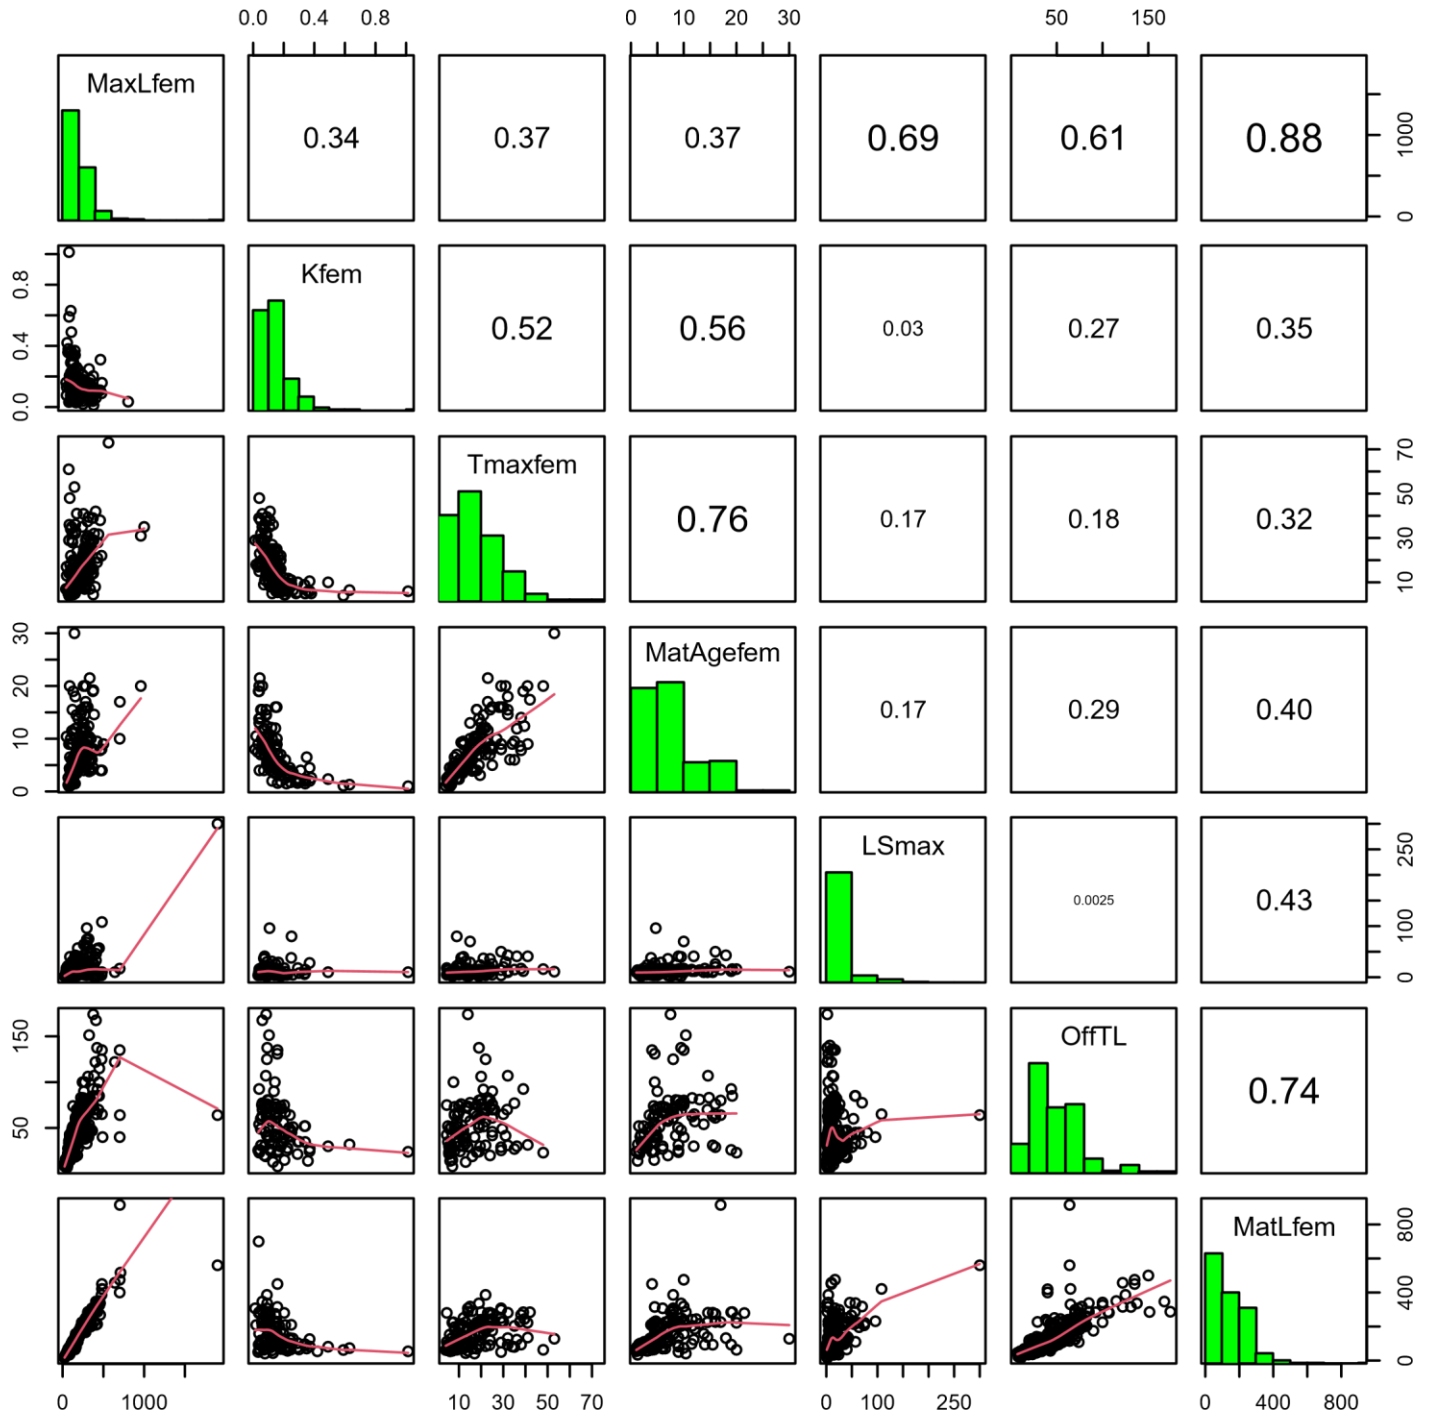 0.0 0.4 0.8 0 10 20 30 50 150
MaxLfem 0.34 0.37 0.37 0.69 0.61 0.88 0 1000
0.0 0.4 0.8 Kfem 0.52 0.56 0.03 0.27 0.35
Tmaxfem 0.76 0.17 0.18 0.32 10 30 50 70
0 10 20 30 MatAgefem 0.17 0.29 0.40
LSmax 0.0025 0.43 0 100 250
50 150 OffTL 0.74
MatLfem 0 400 800
0 1000 10 30 50 70 0 100 250 0 400 800